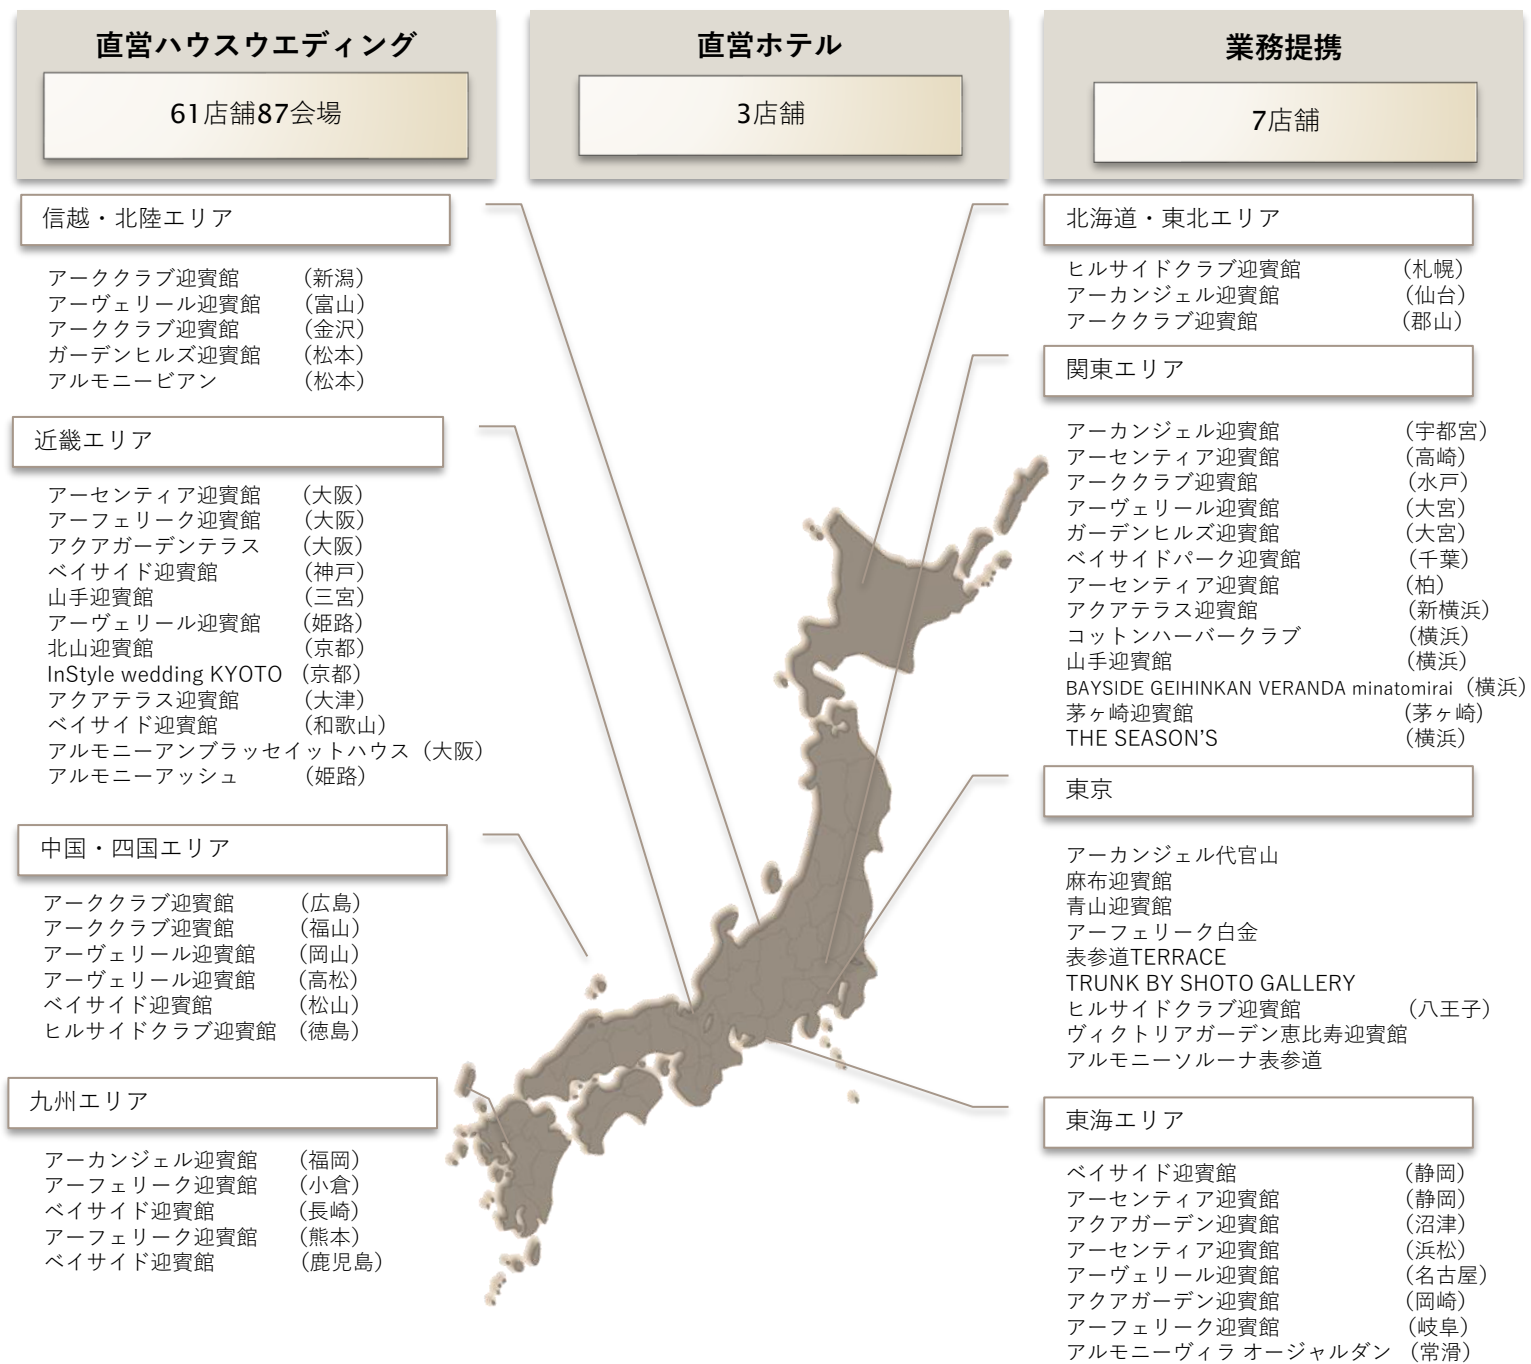 直営ハウスウエディング
61店舗87会場
直営ホテル
3店舗
業務提携
7店舗
信越・北陸エリア
アーククラブ迎賓館 （新潟）
アーヴェリール迎賓館 （富山）
アーククラブ迎賓館 （金沢）
ガーデンヒルズ迎賓館 （松本）
アルモニービアン （松本）
近畿エリア
アーセンティア迎賓館 （大阪）
アーフェリーク迎賓館 （大阪）
アクアガーデンテラス （大阪）
ベイサイド迎賓館 （神戸）
山手迎賓館 （三宮）
アーヴェリール迎賓館 （姫路）
北山迎賓館 （京都）
InStyle wedding KYOTO （京都）
アクアテラス迎賓館 （大津）
ベイサイド迎賓館 （和歌山）
アルモニーアンブラッセイットハウス（大阪）
アルモニーアッシュ （姫路）
中国・四国エリア
アーククラブ迎賓館 （広島）
アーククラブ迎賓館 （福山）
アーヴェリール迎賓館 （岡山）
アーヴェリール迎賓館 （高松）
ベイサイド迎賓館 （松山）
ヒルサイドクラブ迎賓館 （徳島）
九州エリア
アーカンジェル迎賓館 （福岡）
アーフェリーク迎賓館 （小倉）
ベイサイド迎賓館 （長崎）
アーフェリーク迎賓館 （熊本）
ベイサイド迎賓館 （鹿児島）
北海道・東北エリア
ヒルサイドクラブ迎賓館 （札幌）
アーカンジェル迎賓館 （仙台）
アーククラブ迎賓館 （郡山）
関東エリア
アーカンジェル迎賓館 （宇都宮）
アーセンティア迎賓館 （高崎）
アーククラブ迎賓館 （水戸）
アーヴェリール迎賓館 （大宮）
ガーデンヒルズ迎賓館 （大宮）
ベイサイドパーク迎賓館 （千葉）
アーセンティア迎賓館 （柏）
アクアテラス迎賓館 （新横浜）
コットンハーバークラブ （横浜）
山手迎賓館 （横浜）
BAYSIDE GEIHINKAN VERANDA minatomirai（横浜）
茅ヶ崎迎賓館 （茅ヶ崎）
THE SEASON’S （横浜）
東京
アーカンジェル代官山
麻布迎賓館
青山迎賓館
アーフェリーク白金
表参道TERRACE
TRUNK BY SHOTO GALLERY
ヒルサイドクラブ迎賓館 （八王子）
ヴィクトリアガーデン恵比寿迎賓館
アルモニーソルーナ表参道
東海エリア
ベイサイド迎賓館 （静岡）
アーセンティア迎賓館 （静岡）
アクアガーデン迎賓館 （沼津）
アーセンティア迎賓館 （浜松）
アーヴェリール迎賓館 （名古屋）
アクアガーデン迎賓館 （岡崎）
アーフェリーク迎賓館 （岐阜）
アルモニーヴィラ オージャルダン （常滑）